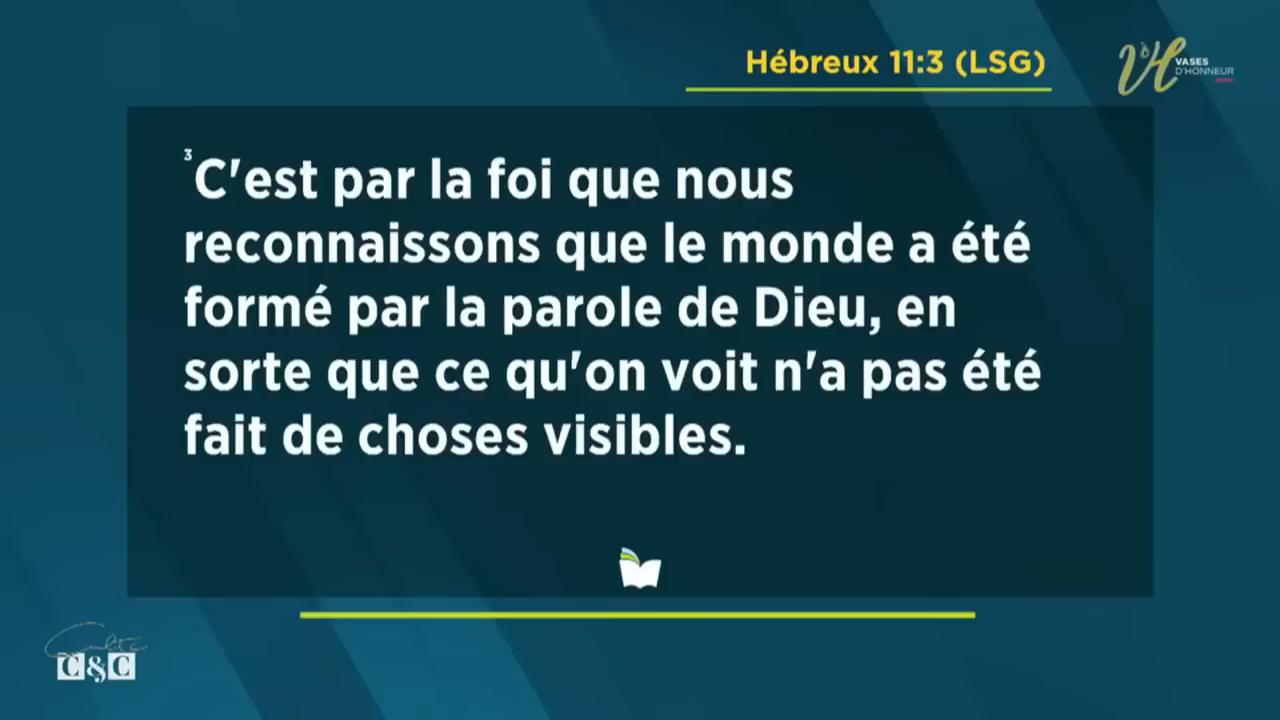 Hébreux 11:3 (LSG)
VASES
D'HONNEUR
3 C'est par la foi que nous
reconnaissons que le monde a été
formé par la parole de Dieu, en
sorte que ce qu'on voit n'a pas été
fait de choses visibles.
C&C